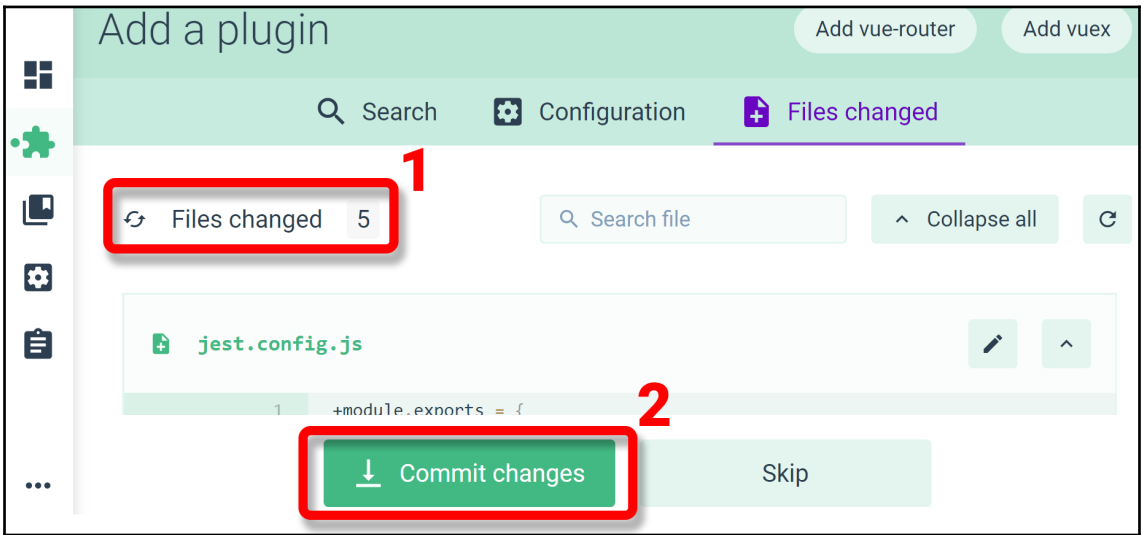 Add a plugin
Add vue-router
Add vuex
Search
Configuration
Files changed
1
Files changed 5
Search file
Collapse all
jest.config.js
1 +module.exports = {
2
Commit changes
Skip